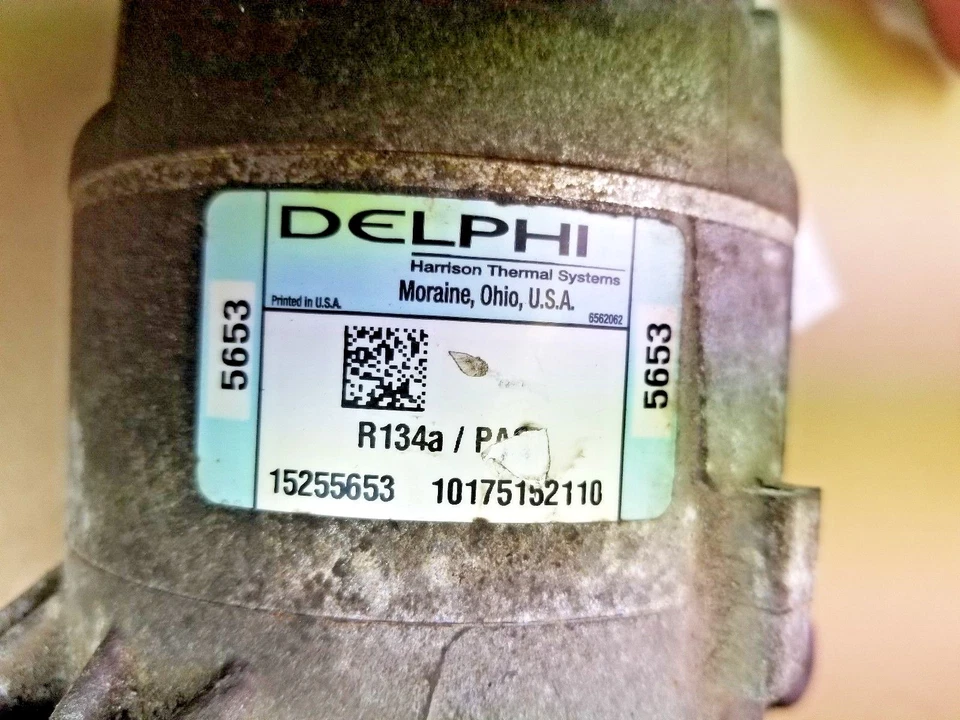 DELPHI
Harrison Thermal Systems
Moraine, Ohio, U.S.A.
Printed in U.S.A.
6562062
5653
5653
R134a /
15255653 10175152110